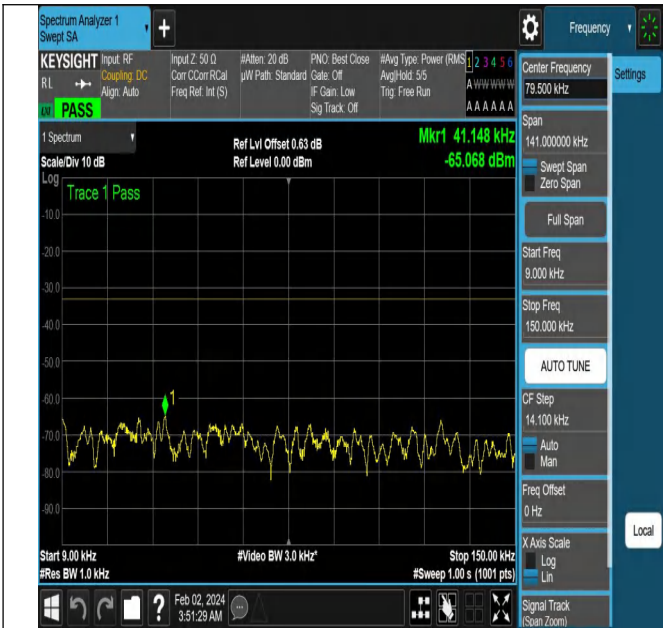 Spectrum Analyzer 1
Swept SA
Frequency
KEYSIGHT
RL
PASS
Input: RF
Coupling: DC
Align: Auto
Input Z: 50 Ω
Corr CCorr RCal
Freq Ref: Int (S)
#Atten: 20 dB
µW Path: Standard
PNO: Best Close
Gate: Off
IF Gain: Low
Sig Track: Off
#Avg Type: Power (RMS
Avg|Hold: 5/5
Trig: Free Run
1 2 3 4 5 6
A W W W W W
A A A A A A
1 Spectrum
Scale/Div 10 dB
Log
Ref Lvl Offset 0.63 dB
Ref Level 0.00 dBm
Mkr1 41.148 kHz
-65.068 dBm
Trace 1 Pass
-10.0
-20.0
-30.0
-40.0
-50.0
-60.0
-70.0
-80.0
-90.0
1
Start 9.00 kHz
#Res BW 1.0 kHz
#Video BW 3.0 kHz*
Stop 150.00 kHz
#Sweep 1.00 s (1001 pts)
Feb 02, 2024
3:51:29 AM
Center Frequency
79.500 kHz
Settings
Span
141.000000 kHz
Swept Span
Zero Span
Full Span
Start Freq
9.000 kHz
Stop Freq
150.000 kHz
AUTO TUNE
CF Step
14.100 kHz
Auto
Man
Freq Offset
0 Hz
X Axis Scale
Log
Lin
Local
Signal Track
(Span Zoom)